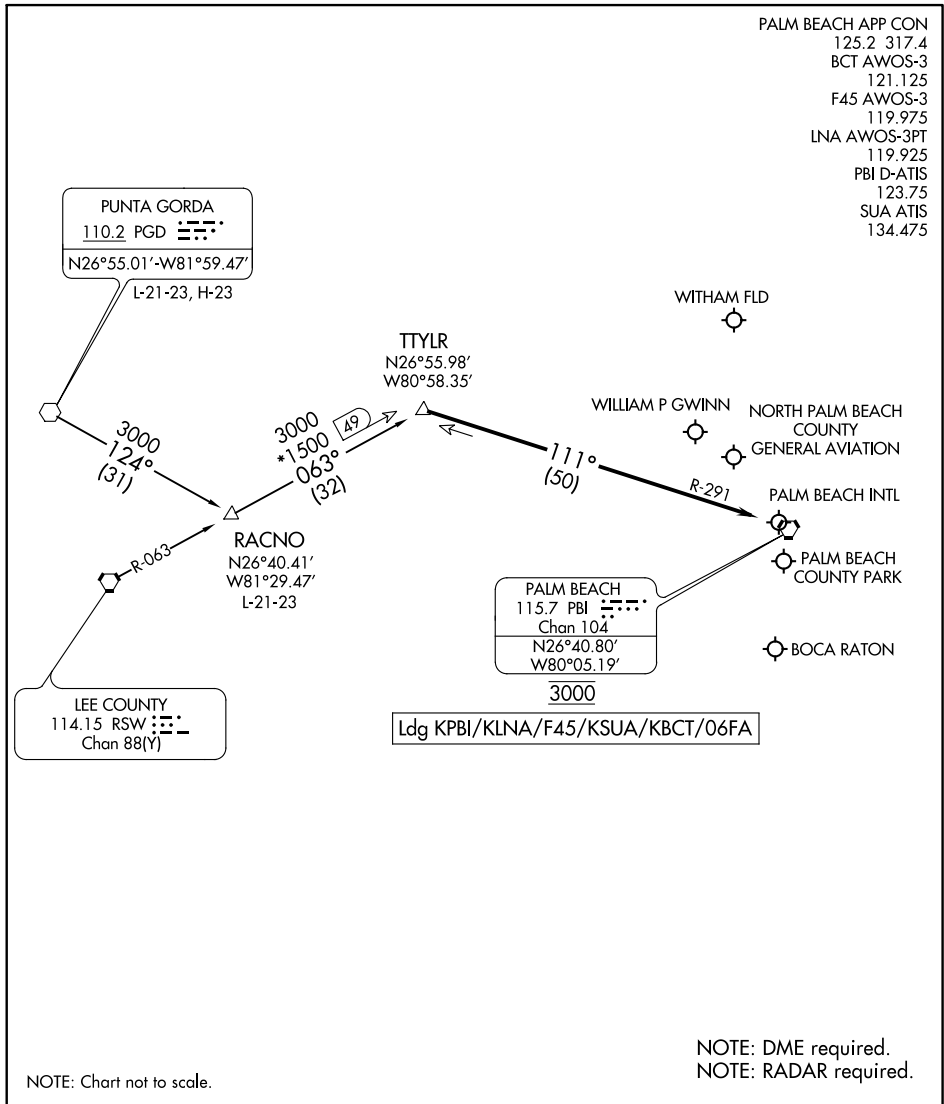 PALM BEACH APP CON
125.2 317.4
BCT AWOS-3
121.125
F45 AWOS-3
119.975
LNA AWOS-3PT
119.925
PBI D-ATIS
123.75
SUA ATIS
134.475
PUNTA GORDA
110.2 PGD
N26°55.01'-W81°59.47'
L-21-23, H-23
WITHAM FLD
TTYLR
N26°55.98'
W80°58.35'
WILLIAM P GWINN
NORTH PALM BEACH
COUNTY
GENERAL AVIATION
3000
124°
(31)
3000
*1500
49
063°
(32)
111°
(50)
R-291
PALM BEACH INTL
R-063
RACNO
N26°40.41'
W81°29.47'
L-21-23
PALM BEACH
COUNTY PARK
PALM BEACH
115.7 PBI
Chan 104
N26°40.80'
W80°05.19'
3000
BOCA RATON
LEE COUNTY
114.15 RSW
Chan 88(Y)
Ldg KPBI/KLNA/F45/KSUA/KBCT/06FA
NOTE: DME required.
NOTE: RADAR required.
NOTE: Chart not to scale.